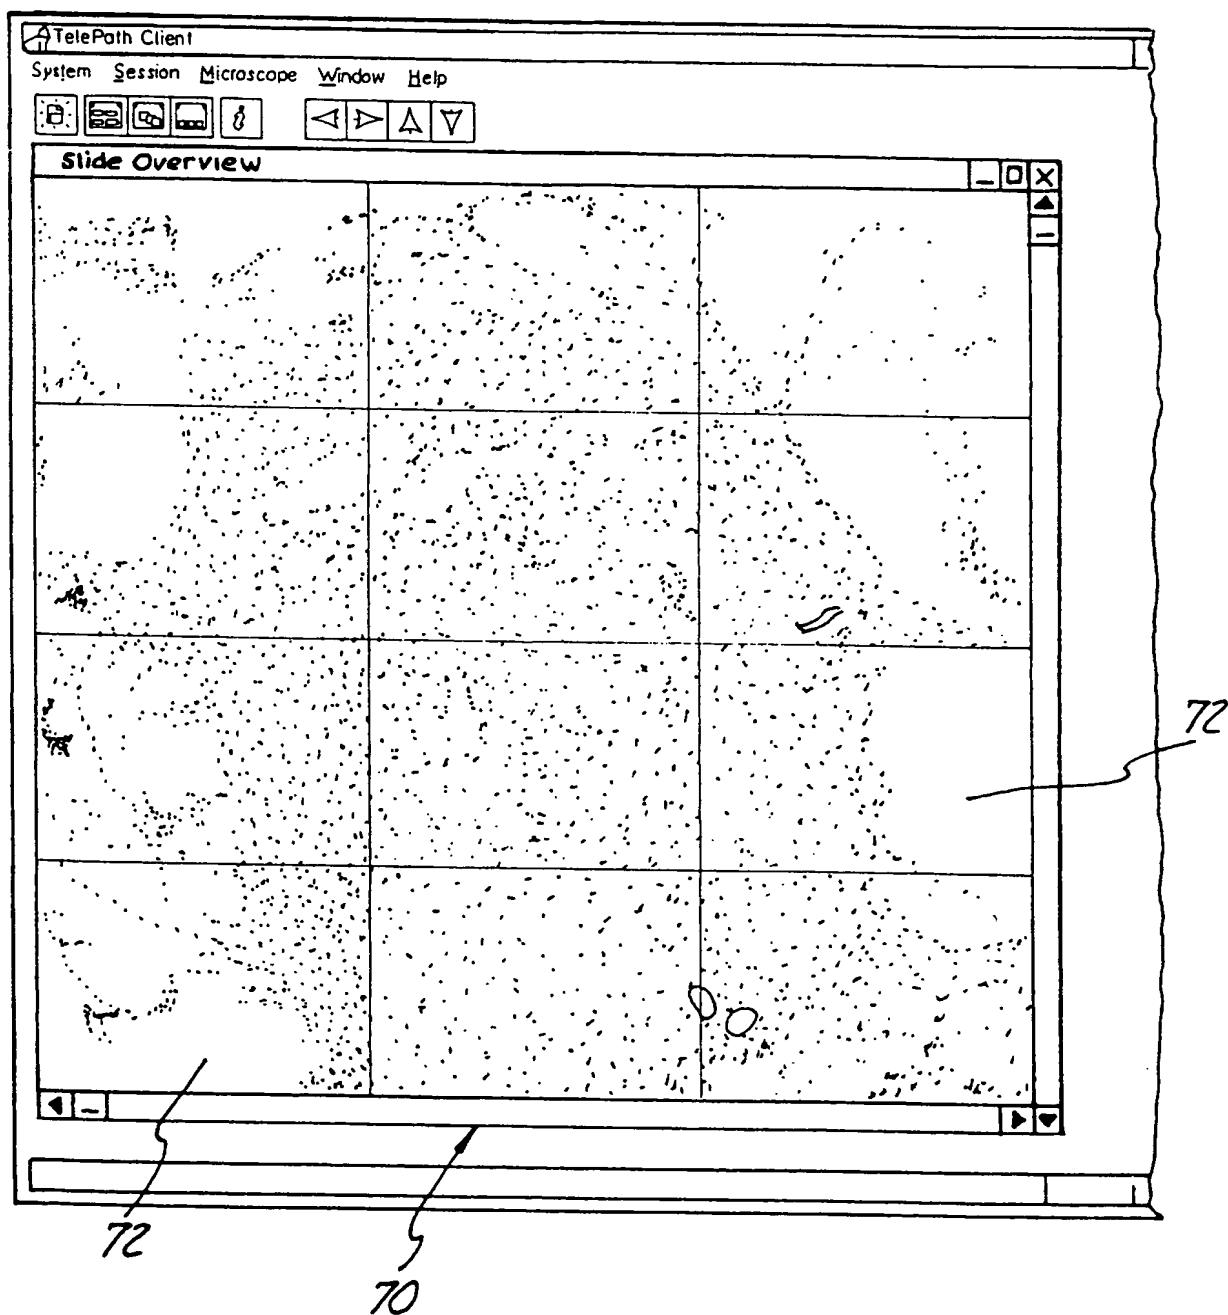 TelePath Client
System Session Microscope Window Help
Slide Overview
72
72
70